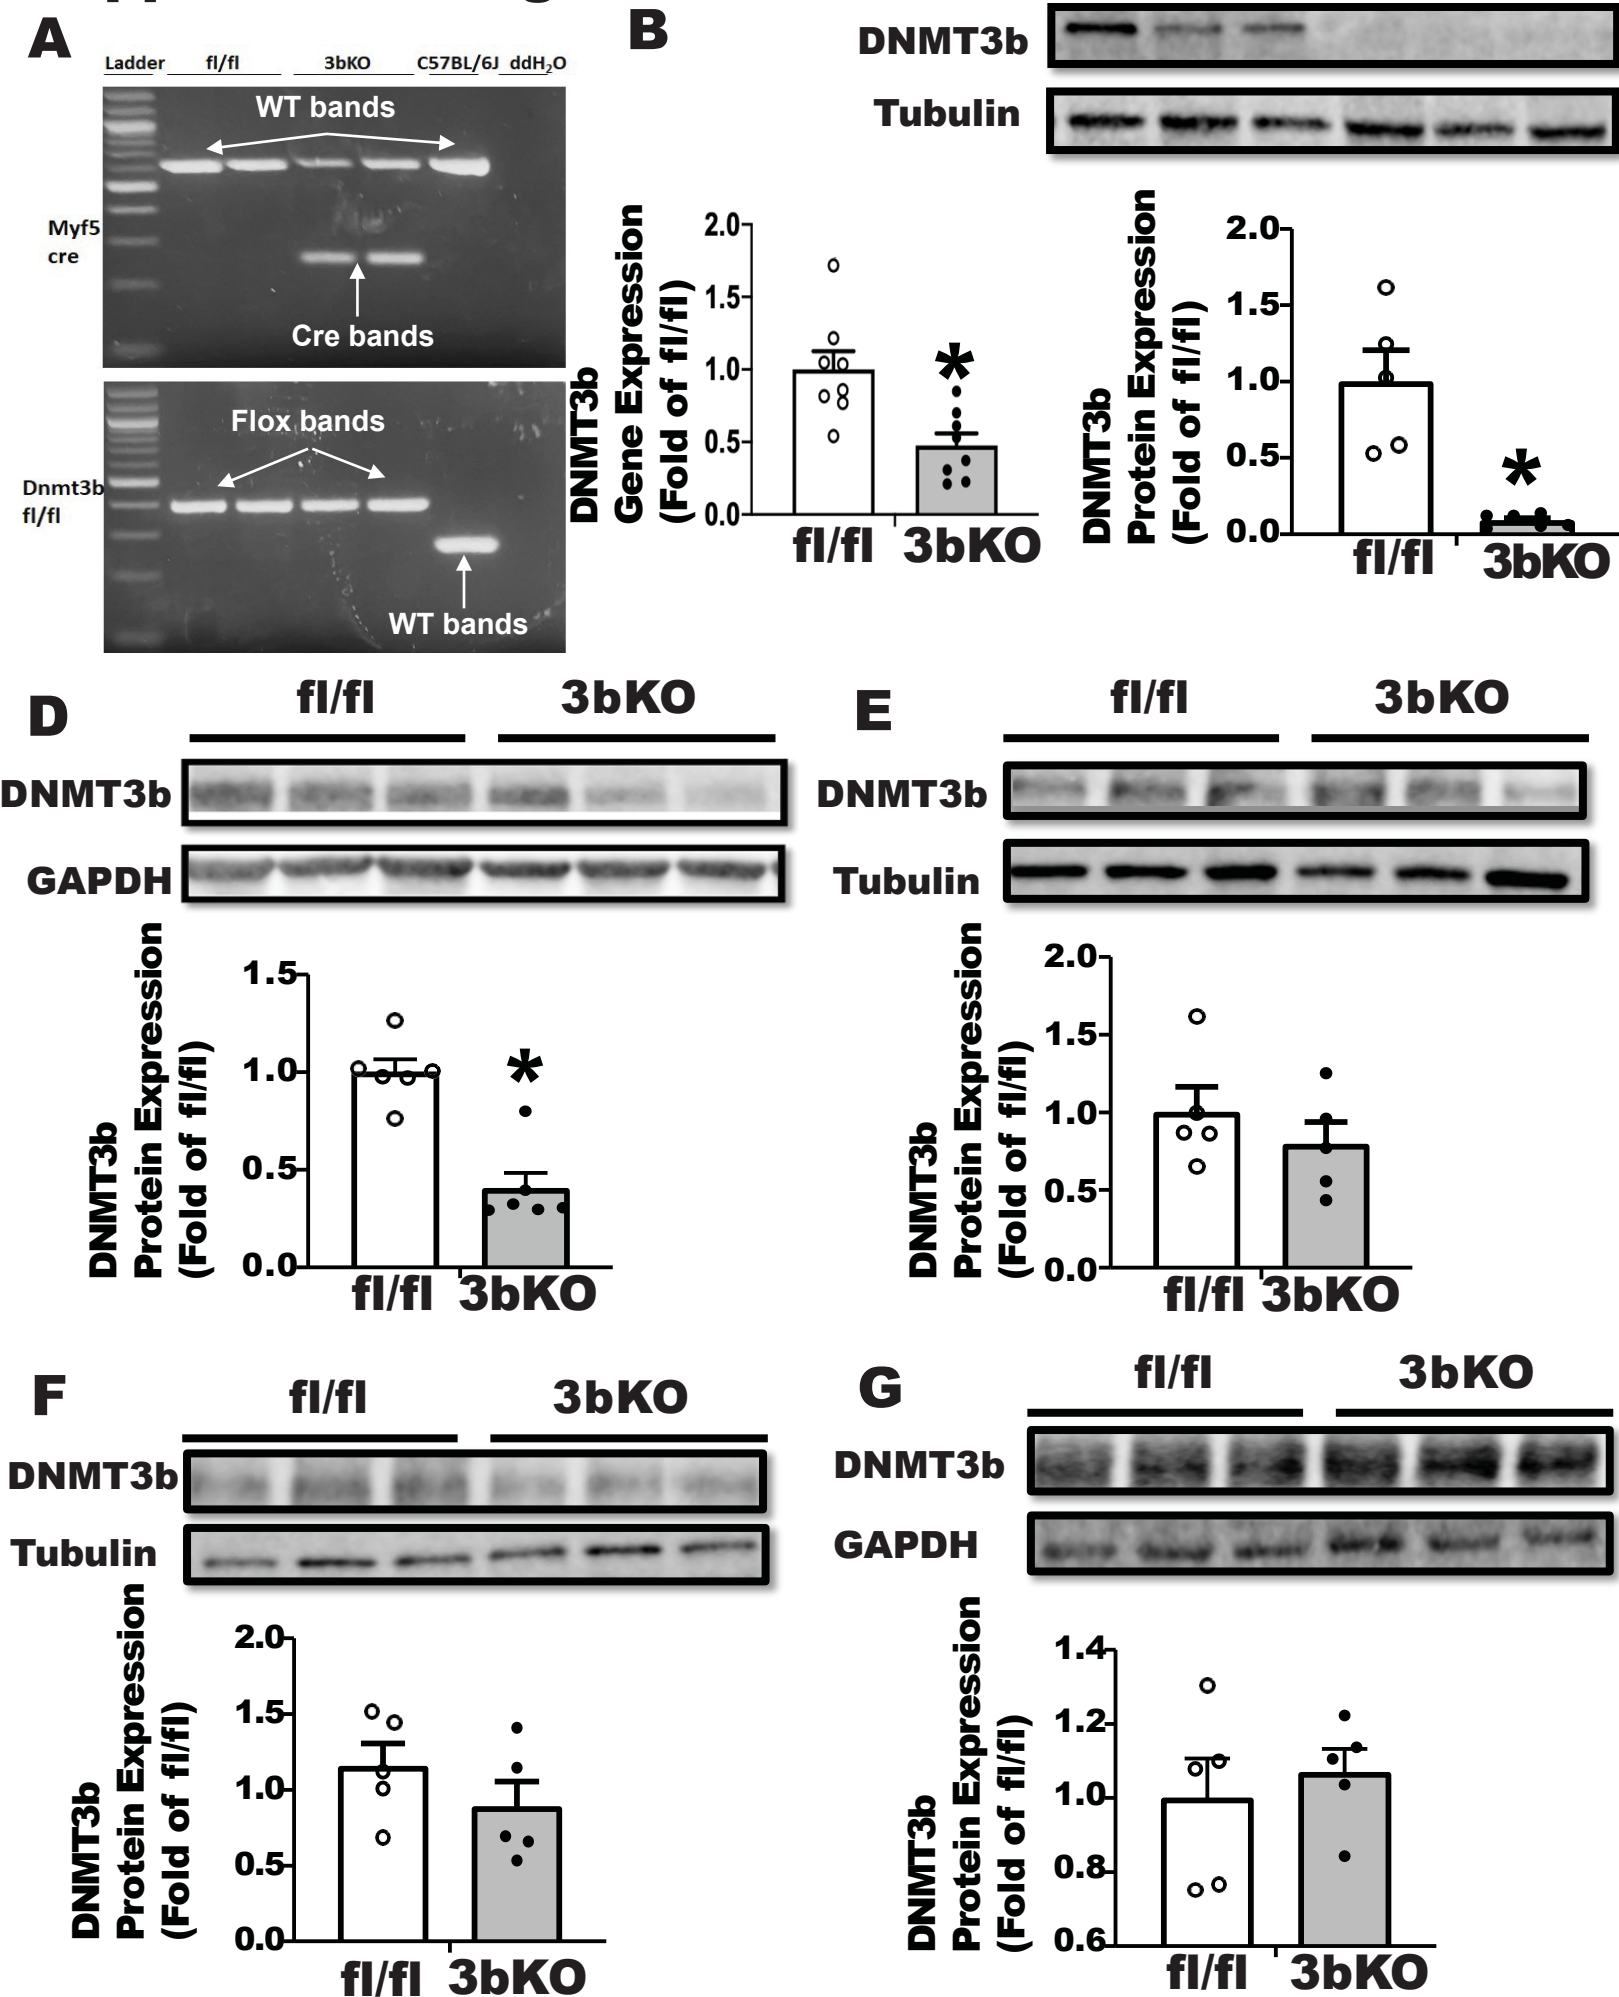 A
Ladder fl/fl 3bKO C57BL/6J ddH2O
WT bands
Myf5
cre
Cre bands
Flox bands
Dnmt3b
fl/fl
WT bands
B
DNMT3b
Gene Expression
(Fold of fl/fl)
2.0
1.5
1.0
0.5
0.0
*
fl/fl 3bKO
DNMT3b
Tubulin
DNMT3b
Protein Expression
(Fold of fl/fl)
2.0
1.5
1.0
0.5
0.0
*
fl/fl 3bKO
D
fl/fl 3bKO
DNMT3b
GAPDH
DNMT3b
Protein Expression
(Fold of fl/fl)
1.5
1.0
0.5
0.0
*
fl/fl 3bKO
E
fl/fl 3bKO
DNMT3b
Tubulin
DNMT3b
Protein Expression
(Fold of fl/fl)
2.0
1.5
1.0
0.5
0.0
fl/fl 3bKO
F
fl/fl 3bKO
DNMT3b
Tubulin
DNMT3b
Protein Expression
(Fold of fl/fl)
2.0
1.5
1.0
0.5
0.0
fl/fl 3bKO
G
fl/fl 3bKO
DNMT3b
GAPDH
DNMT3b
Protein Expression
(Fold of fl/fl)
1.4
1.2
1.0
0.8
0.6
fl/fl 3bKO